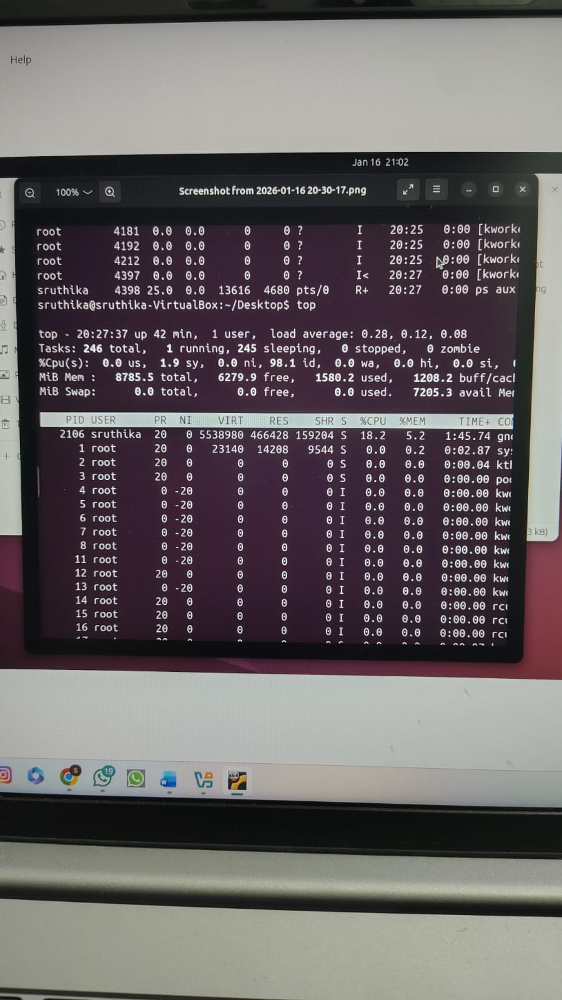 Help
Jan 16 21:02
100%
Screenshot from 2026-01-16 20-30-17.png
root 4181 0.0 0.0 0 0 ? I 20:25 0:00 [kwork
root 4192 0.0 0.0 0 0 ? I 20:25 0:00 [kwork
root 4212 0.0 0.0 0 0 ? I 20:25 0:00 [kwork
root 4397 0.0 0.0 0 0 ? I< 20:27 0:00 [kwork
sruthika 4398 25.0 0.0 13616 4680 pts/0 R+ 20:27 0:00 ps aux
sruthika@sruthika-VirtualBox:~/Desktop$ top
top - 20:27:37 up 42 min, 1 user, load average: 0.28, 0.12, 0.08
Tasks: 246 total, 1 running, 245 sleeping, 0 stopped, 0 zombie
%Cpu(s): 0.0 us, 1.9 sy, 0.0 ni, 98.1 id, 0.0 wa, 0.0 hi, 0.0 si,
MiB Mem : 8785.5 total, 6279.9 free, 1580.2 used, 1208.2 buff/cac
MiB Swap: 0.0 total, 0.0 free, 0.0 used. 7205.3 avail Mem
PID USER PR NI VIRT RES SHR S %CPU %MEM TIME+ CO
2106 sruthika 20 0 5538980 466428 159204 S 18.2 5.2 1:45.74 gn
1 root 20 0 23140 14208 9544 S 0.0 0.2 0:02.87 sy
2 root 20 0 0 0 0 S 0.0 0.0 0:00.04 kt
3 root 20 0 0 0 0 S 0.0 0.0 0:00.00 po
4 root 0 -20 0 0 0 I 0.0 0.0 0:00.00 kw
5 root 0 -20 0 0 0 I 0.0 0.0 0:00.00 kw
6 root 0 -20 0 0 0 I 0.0 0.0 0:00.00 kw
7 root 0 -20 0 0 0 I 0.0 0.0 0:00.00 kw
8 root 0 -20 0 0 0 I 0.0 0.0 0:00.00 kw
11 root 0 -20 0 0 0 I 0.0 0.0 0:00.00 kw
12 root 20 0 0 0 0 I 0.0 0.0 0:00.00 kw
13 root 0 -20 0 0 0 I 0.0 0.0 0:00.00 kw
14 root 20 0 0 0 0 I 0.0 0.0 0:00.00 rc
15 root 20 0 0 0 0 I 0.0 0.0 0:00.00 rc
16 root 20 0 0 0 0 I 0.0 0.0 0:00.00 rc
3 kB)
S
19
W
x64